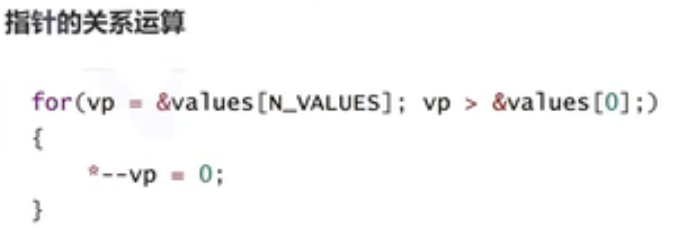 指针的关系运算
for(vp = &values[N_VALUES]; vp > &values[0];)
{
*--vp = 0;
}